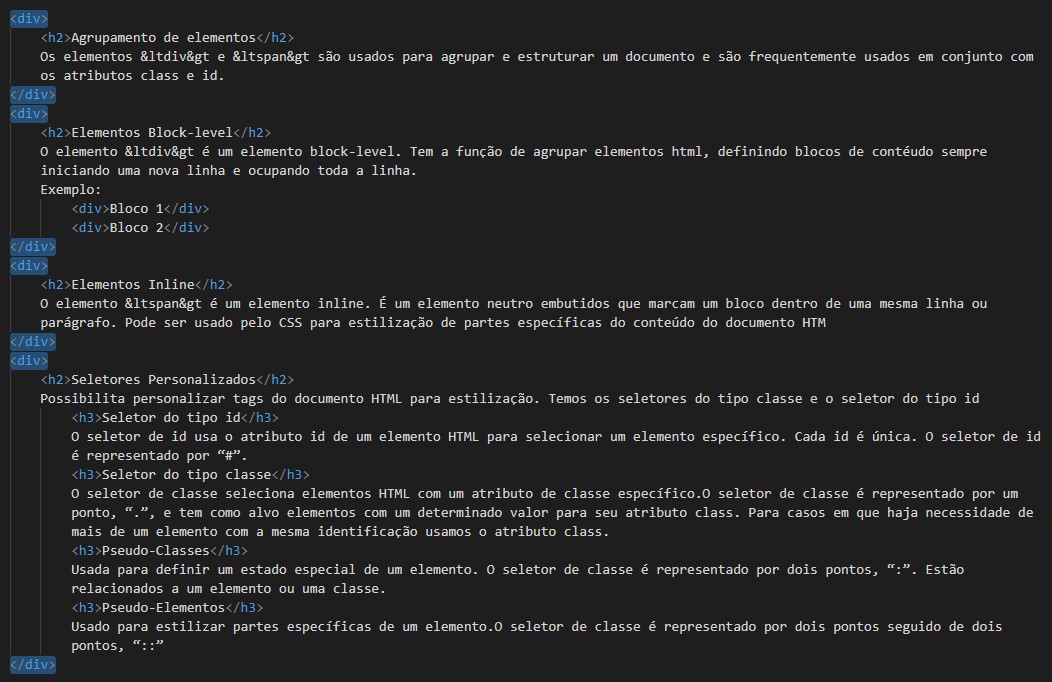 <div>
<h2>Agrupamento de elementos</h2>
Os elementos &ltdiv&gt e &ltspan&gt são usados para agrupar e estruturar um documento e são frequentemente usados em conjunto com
os atributos class e id.
</div>
<div>
<h2>Elementos Block-level</h2>
O elemento &ltdiv&gt é um elemento block-level. Tem a função de agrupar elementos html, definindo blocos de contéudo sempre
iniciando uma nova linha e ocupando toda a linha.
Exemplo:
<div>Bloco 1</div>
<div>Bloco 2</div>
</div>
<div>
<h2>Elementos Inline</h2>
O elemento &ltspan&gt é um elemento inline. É um elemento neutro embutidos que marcam um bloco dentro de uma mesma linha ou
parágrafo. Pode ser usado pelo CSS para estilização de partes específicas do conteúdo do documento HTM
</div>
<div>
<h2>Seletores Personalizados</h2>
Possibilita personalizar tags do documento HTML para estilização. Temos os seletores do tipo classe e o seletor do tipo id
<h3>Seletor do tipo id</h3>
O seletor de id usa o atributo id de um elemento HTML para selecionar um elemento específico. Cada id é única. O seletor de id
é representado por “#”.
<h3>Seletor do tipo classe</h3>
O seletor de classe seleciona elementos HTML com um atributo de classe específico.O seletor de classe é representado por um
ponto, “.”, e tem como alvo elementos com um determinado valor para seu atributo class. Para casos em que haja necessidade de
mais de um elemento com a mesma identificação usamos o atributo class.
<h3>Pseudo-Classes</h3>
Usada para definir um estado especial de um elemento. O seletor de classe é representado por dois pontos, “:”. Estão
relacionados a um elemento ou uma classe.
<h3>Pseudo-Elementos</h3>
Usado para estilizar partes específicas de um elemento.O seletor de classe é representado por dois pontos seguido de dois
pontos, “::”
</div>